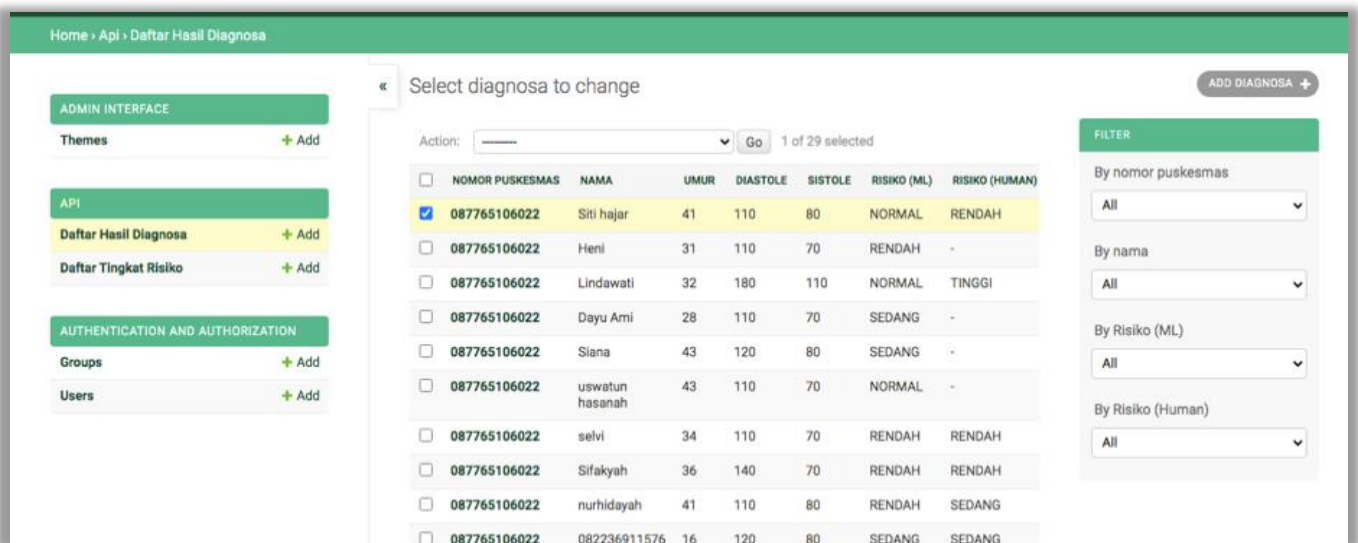 Home › Api › Daftar Hasil Diagnosa
ADMIN INTERFACE
Themes + Add
API
Daftar Hasil Diagnosa + Add
Daftar Tingkat Risiko + Add
AUTHENTICATION AND AUTHORIZATION
Groups + Add
Users + Add
«
Select diagnosa to change
ADD DIAGNOSA +
Action: --------- Go 1 of 29 selected
NOMOR PUSKESMAS NAMA UMUR DIASTOLE SISTOLE RISIKO (ML) RISIKO (HUMAN)
087765106022 Siti hajar 41 110 80 NORMAL RENDAH
087765106022 Heni 31 110 70 RENDAH -
087765106022 Lindawati 32 180 110 NORMAL TINGGI
087765106022 Dayu Ami 28 110 70 SEDANG -
087765106022 Siana 43 120 80 SEDANG -
087765106022 uswatun 43 110 70 NORMAL -
hasanah
087765106022 selvi 34 110 70 RENDAH RENDAH
087765106022 Sifakyah 36 140 70 RENDAH RENDAH
087765106022 nurhidayah 41 110 80 RENDAH SEDANG
087765106022 082236911576 16 120 80 SEDANG SEDANG
FILTER
By nomor puskesmas
All
By nama
All
By Risiko (ML)
All
By Risiko (Human)
All